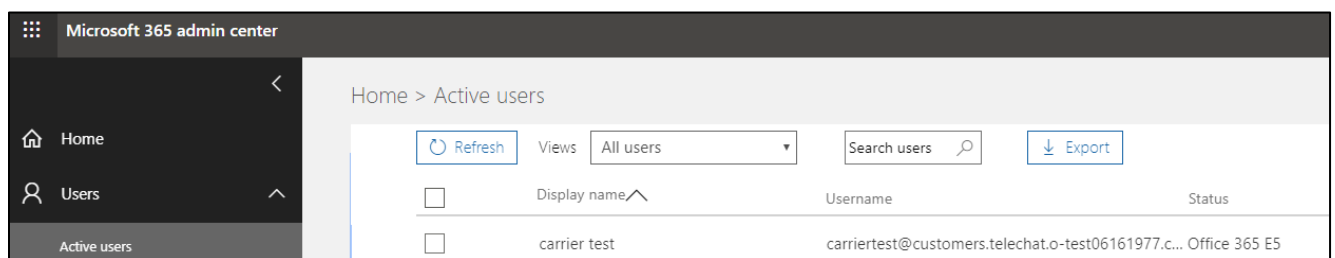 Microsoft 365 admin center
Home > Active users
Home
Refresh Views All users Search users Export
Users
Display name Username Status
Active users
carrier test carriertest@customers.telechat.o-test06161977.c... Office 365 E5